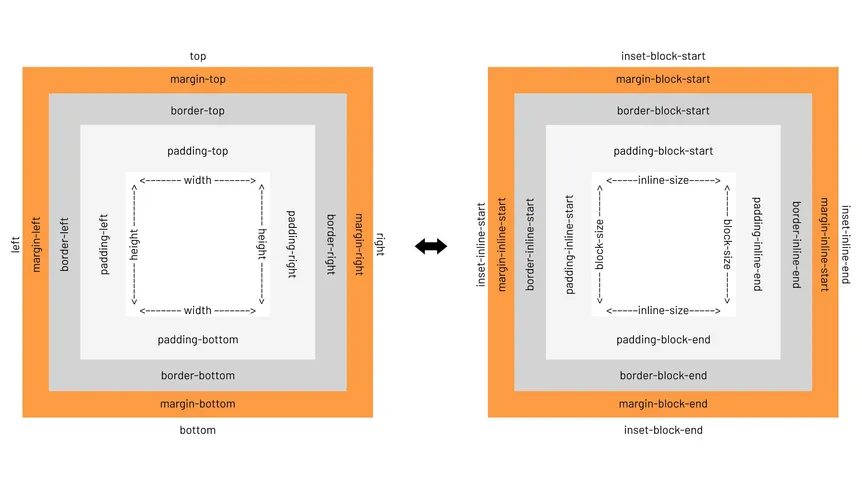 top
margin-top
border-top
padding-top
<------- width ------->
left
margin-left
border-left
padding-left
<------- height ------->
<------- height ------->
padding-right
border-right
margin-right
right
<------- width ------->
padding-bottom
border-bottom
margin-bottom
bottom
inset-block-start
margin-block-start
border-block-start
padding-block-start
<-----inline-size----->
inset-inline-start
margin-inline-start
border-inline-start
padding-inline-start
<-----block-size----->
<-----block-size----->
padding-inline-end
border-inline-end
margin-inline-start
inset-inline-end
<-----inline-size----->
padding-block-end
border-block-end
margin-block-end
inset-block-end